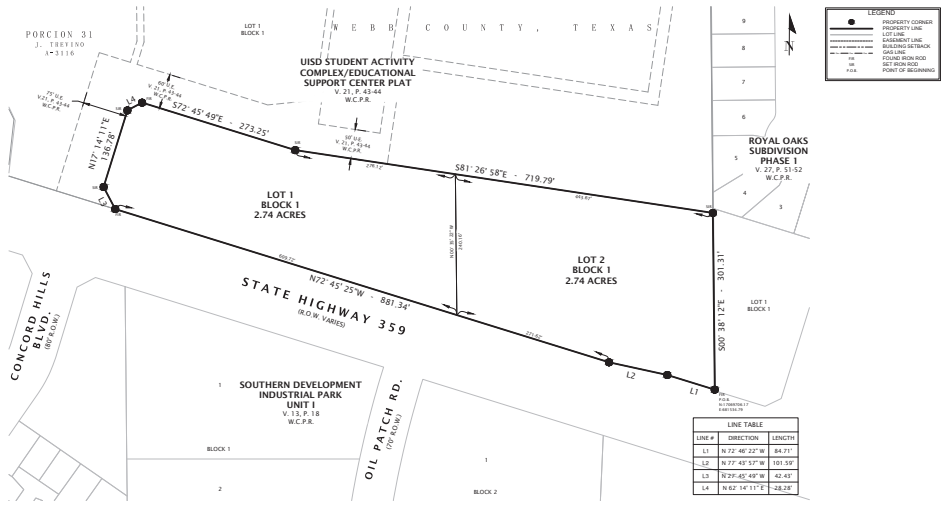 PORCION 31
J. TREVINO
A-3116
LOT 1
BLOCK 1
WEBB COUNTY, TEXAS
N
UISD STUDENT ACTIVITY
COMPLEX/EDUCATIONAL
SUPPORT CENTER PLAT
V. 21, P. 43-44
W.C.P.R.
75' U.E.
V. 21, P. 43-44
W.C.P.R.
V. 21, P. 43-44
W.C.P.R.
V. 21, P. 43-44
W.C.P.R.
L4
S72° 45' 49"E - 273.25'
N17° 14' 11"E
136.78'
L3
S81° 26' 58"E - 719.79'
LOT 1
BLOCK 1
2.74 ACRES
LOT 2
BLOCK 1
2.74 ACRES
N72° 45' 25"W - 881.34'
S00° 38' 12"E - 301.31'
L2
L1
STATE HIGHWAY 359
(R.O.W. VARIES)
CONCORD HILLS
BLVD.
(80' R.O.W.)
9
8
7
6
5
4
3
ROYAL OAKS
SUBDIVISION
PHASE 1
V. 27, P. 51-52
W.C.P.R.
LOT 1
BLOCK 1
1
SOUTHERN DEVELOPMENT
INDUSTRIAL PARK
UNIT I
V. 13, P. 18
W.C.P.R.
BLOCK 1
2
OIL PATCH RD.
(70' R.O.W.)
1
BLOCK 2
LEGEND
PROPERTY CORNER
PROPERTY LINE
LOT LINE
EASEMENT LINE
BUILDING SETBACK
GAS LINE
FOUND IRON ROD
SET IRON ROD
P.O.B. POINT OF BEGINNING
LINE TABLE
LINE # DIRECTION LENGTH
L1 N 72° 46' 22" W 84.71'
L2 N 77° 43' 57" W 101.59'
L3 N 27° 45' 49" W 42.43'
L4 N 62° 14' 11" E 28.28'